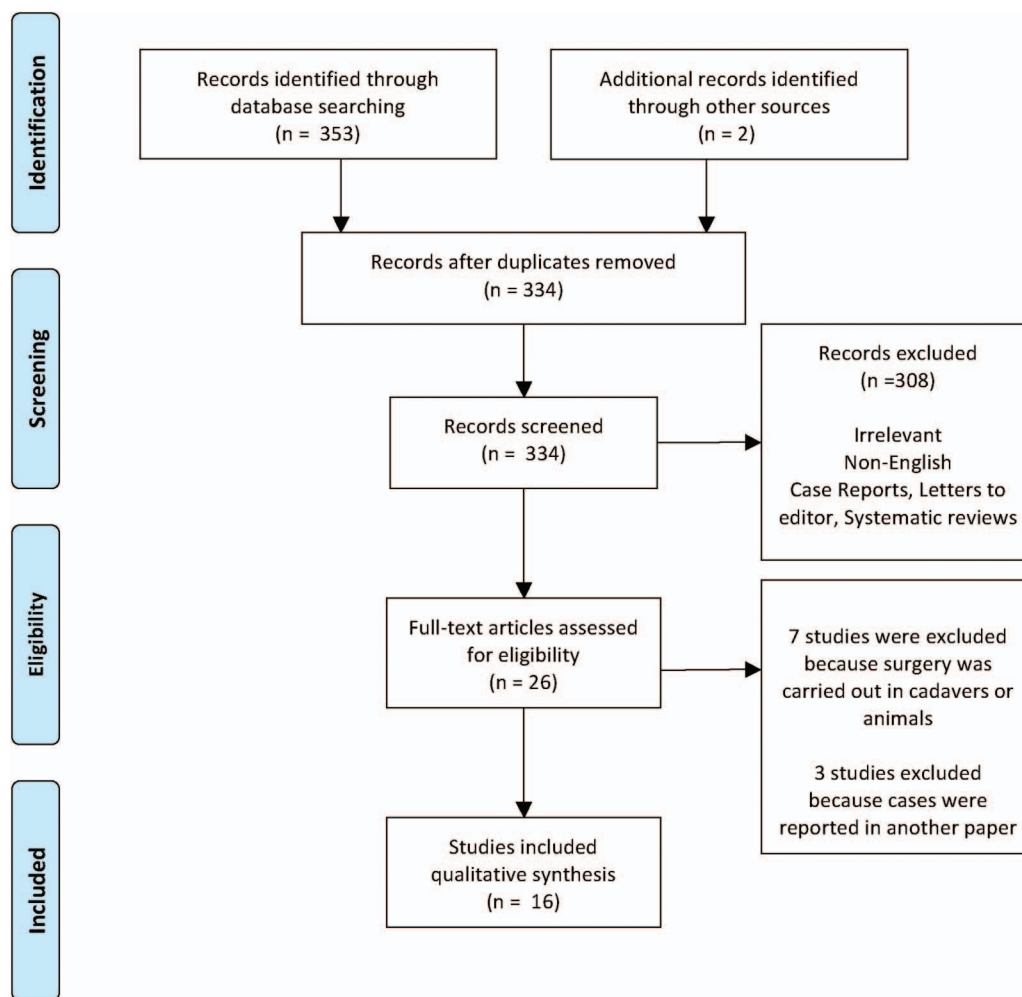 Identification
Records identified through
database searching
(n = 353)
Additional records identified
through other sources
(n = 2)
Records after duplicates removed
(n = 334)
Screening
Records screened
(n = 334)
Records excluded
(n =308)
Irrelevant
Non-English
Case Reports, Letters to
editor, Systematic reviews
Eligibility
Full-text articles assessed
for eligibility
(n = 26)
7 studies were excluded
because surgery was
carried out in cadavers or
animals
3 studies excluded
because cases were
reported in another paper
Included
Studies included
qualitative synthesis
(n = 16)